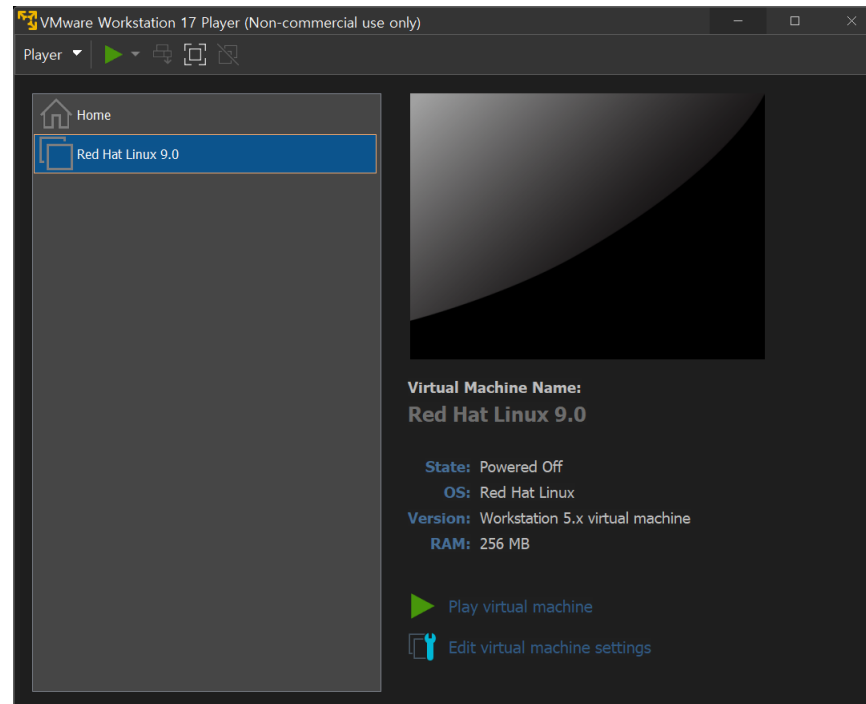 VMware Workstation 17 Player (Non-commercial use only)
Player
Home
Red Hat Linux 9.0
Virtual Machine Name:
Red Hat Linux 9.0
State: Powered Off
OS: Red Hat Linux
Version: Workstation 5.x virtual machine
RAM: 256 MB
Play virtual machine
Edit virtual machine settings